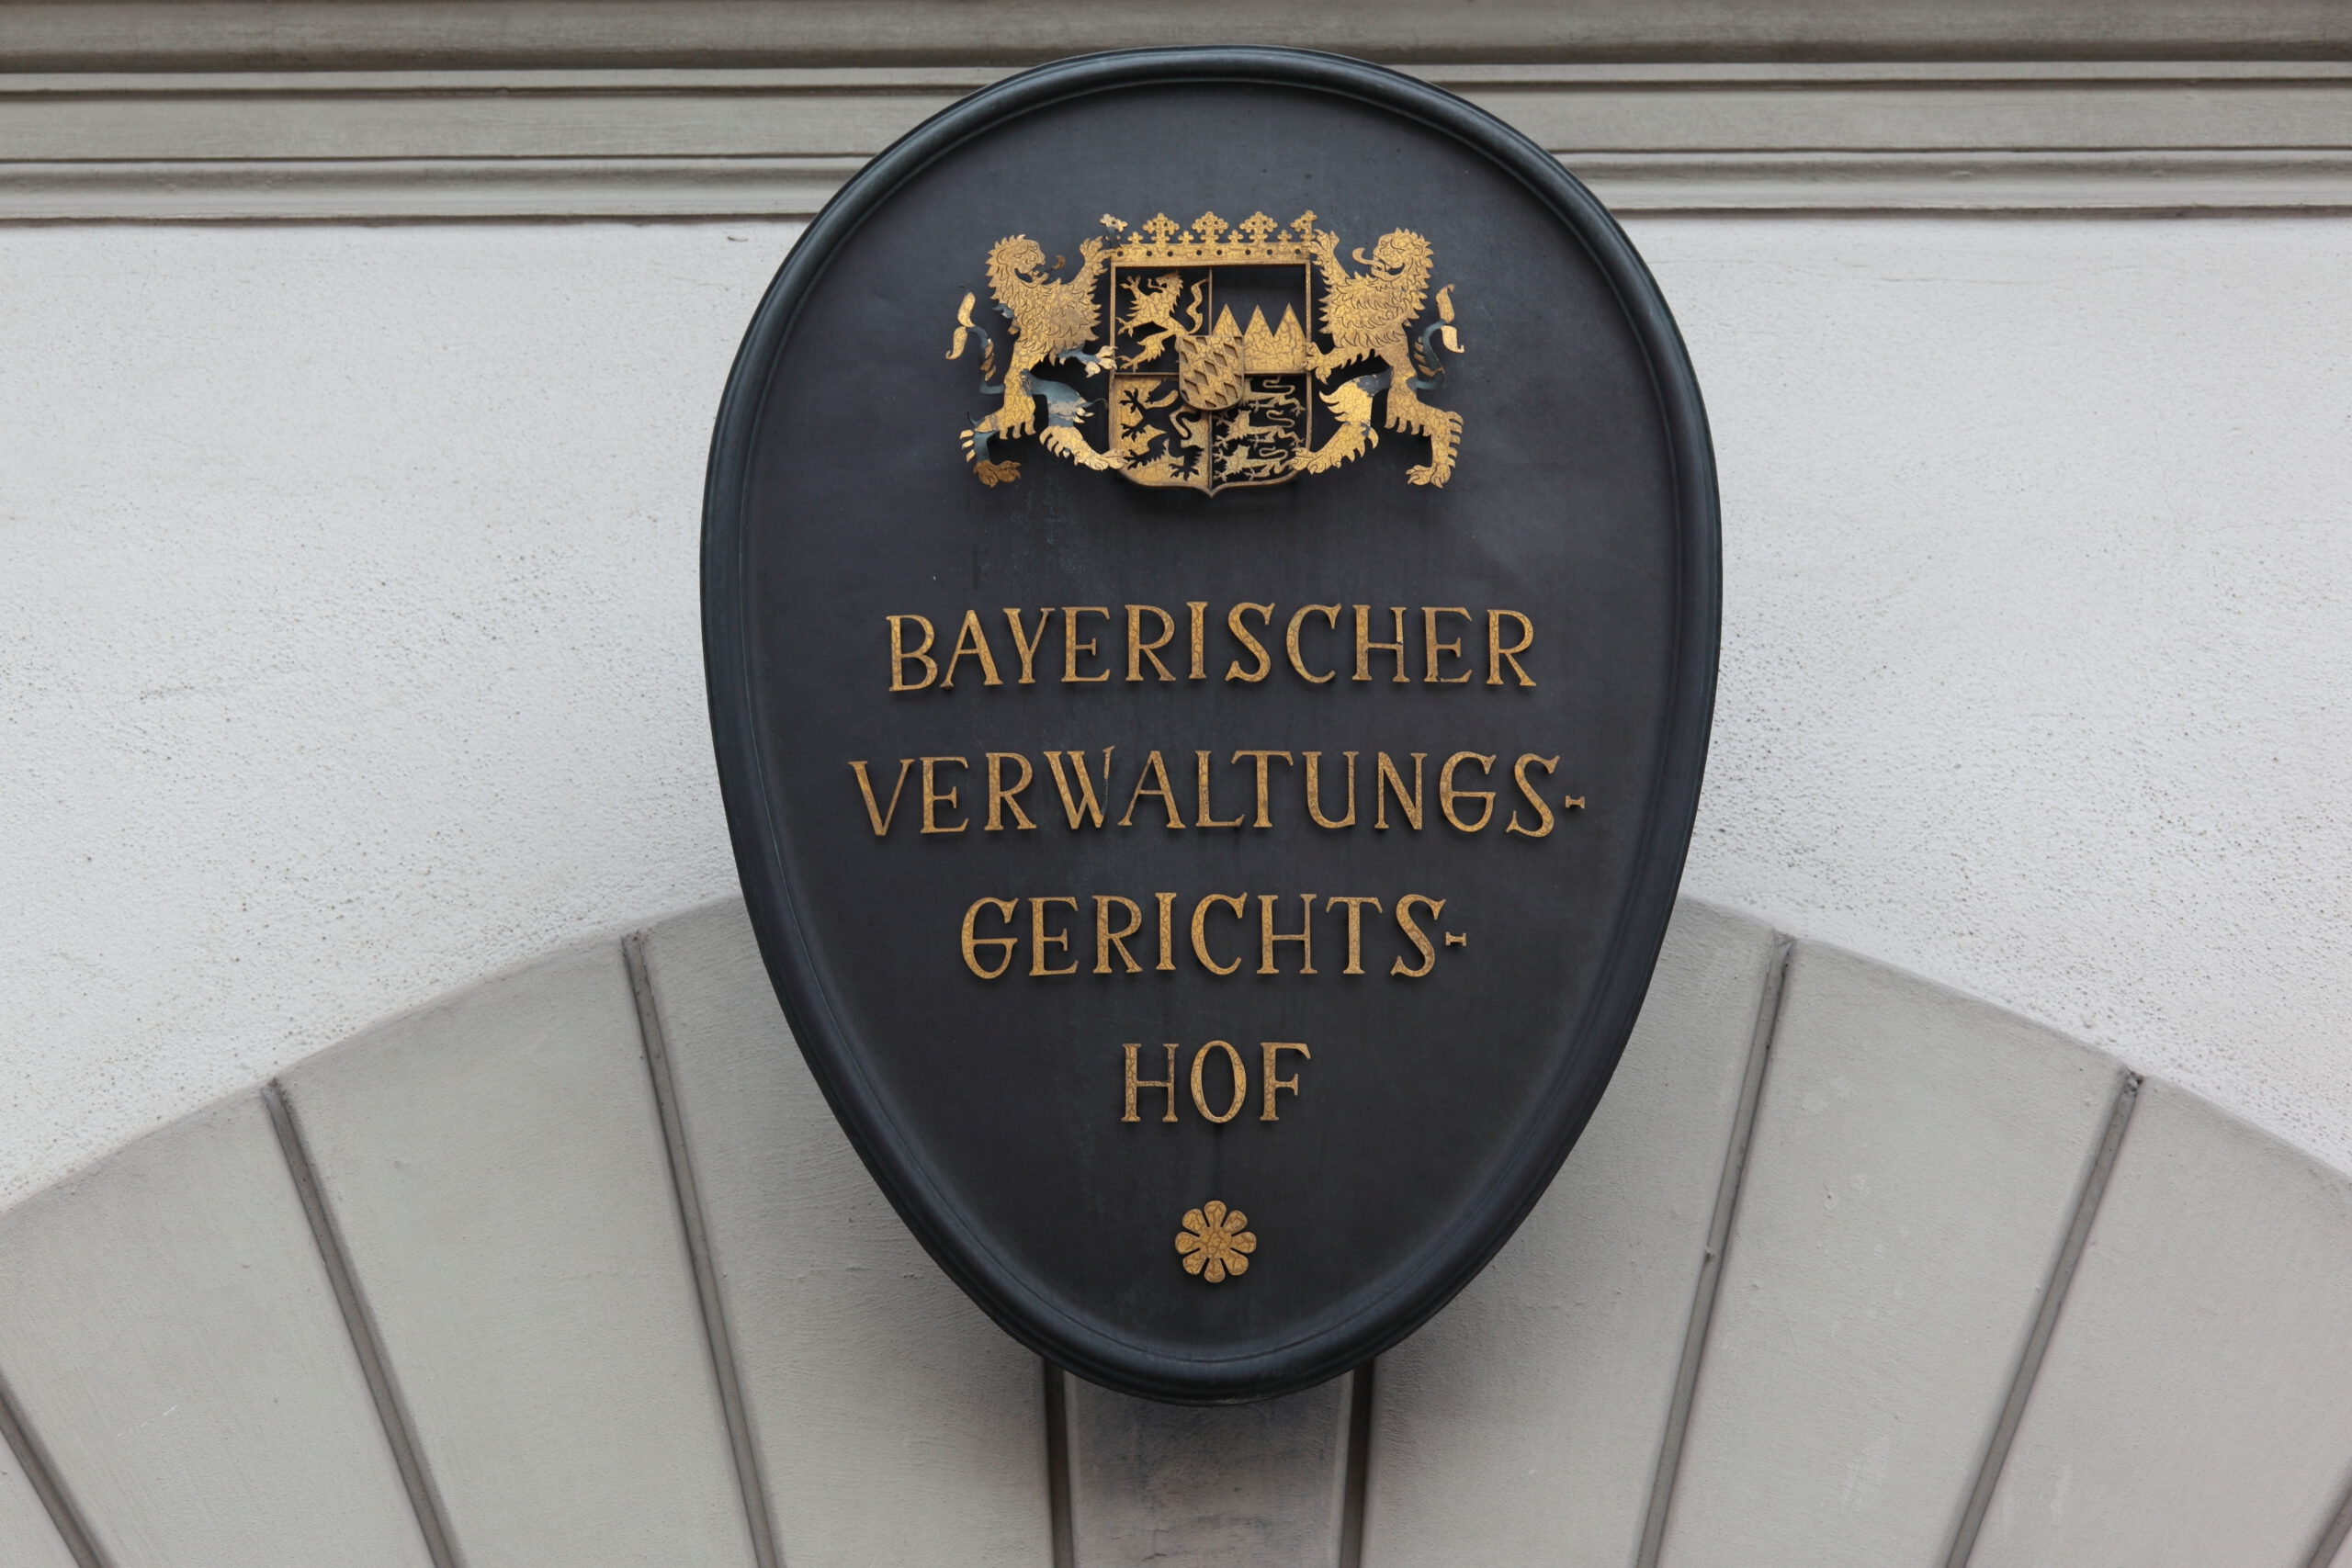 BAYERISCHER
VERWALTUNGS-
GERICHTS-
HOF